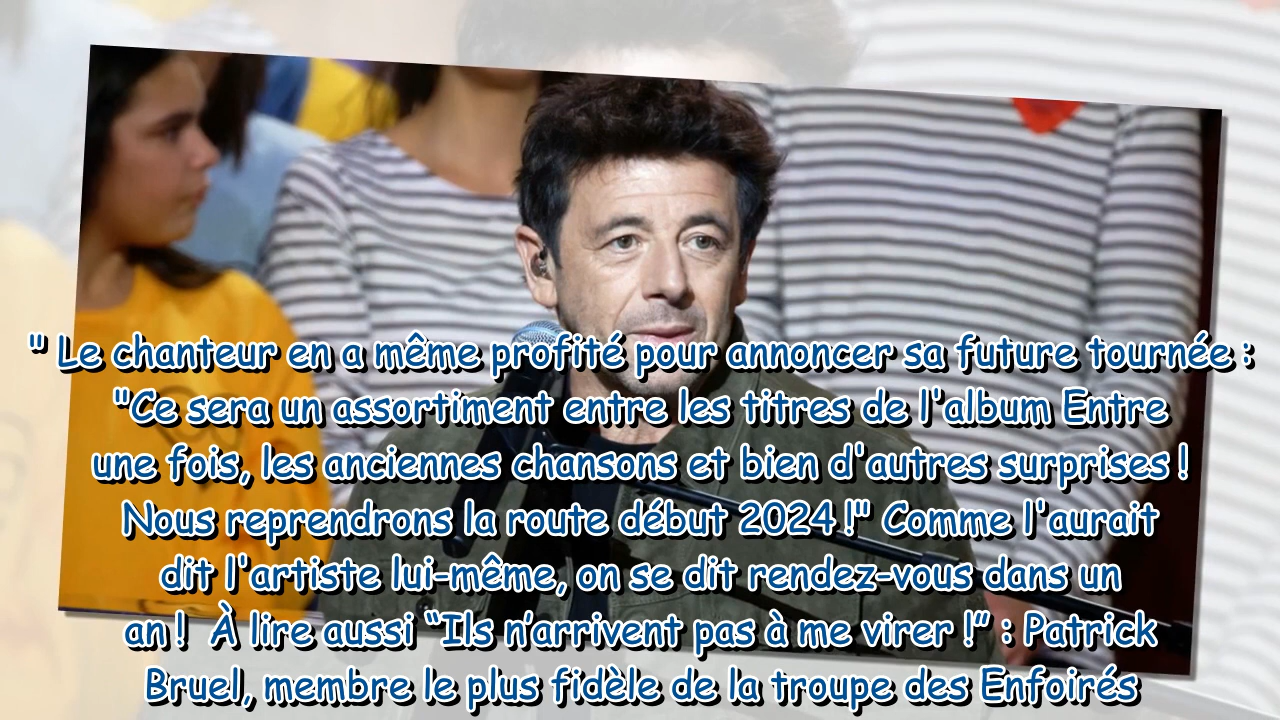 " Le chanteur en a même profité pour annoncer sa future tournée :
"Ce sera un assortiment entre les titres de l'album Entre
une fois, les anciennes chansons et bien d'autres surprises !
Nous reprendrons la route début 2024 !" Comme l'aurait
dit l'artiste lui-même, on se dit rendez-vous dans un
an !  À lire aussi “Ils n’arrivent pas à me virer !” : Patrick
Bruel, membre le plus fidèle de la troupe des Enfoirés